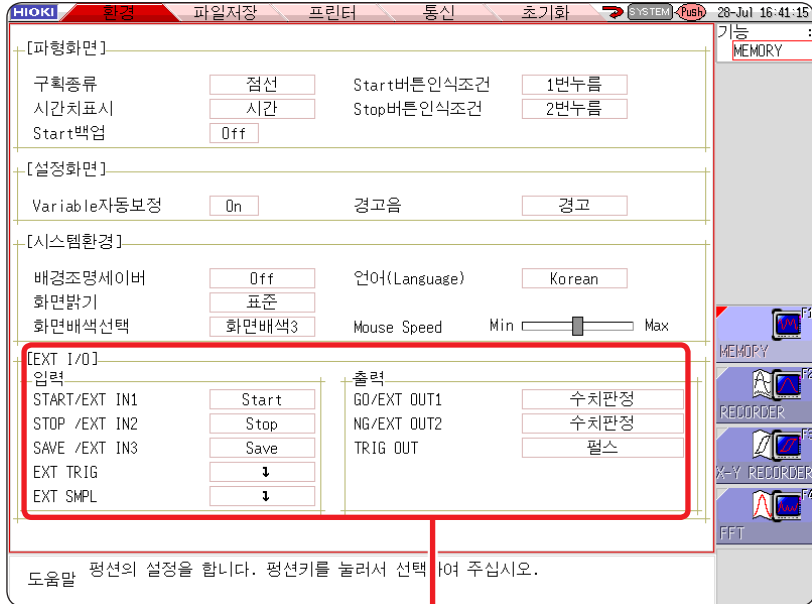 HIOKI 환경 파일저장 프린터 통신 초기화 SYSTEM Push 28-Jul 16:41:15
기능 :
MEMORY
[파형화면]
구획종류 점선 Start버튼인식조건 1번누름
시간치표시 시간 Stop버튼인식조건 2번누름
Start백업 Off
[설정화면]
Variable자동보정 On 경고음 경고
[시스템환경]
배경조명세이버 Off 언어(Language) Korean
화면밝기 표준
화면배색선택 화면배색3 Mouse Speed Min Max
[EXT I/O]
입력 출력
START/EXT IN1 Start GO/EXT OUT1 수치판정
STOP /EXT IN2 Stop NG/EXT OUT2 수치판정
SAVE /EXT IN3 Save TRIG OUT 펄스
EXT TRIG ↴
EXT SMPL ↴
F1
MEMORY
F2
RECORDER
F3
X-Y RECORDER
F4
FFT
도움말 펑션의 설정을 합니다. 펑션키를 눌러서 선택하여 주십시오.